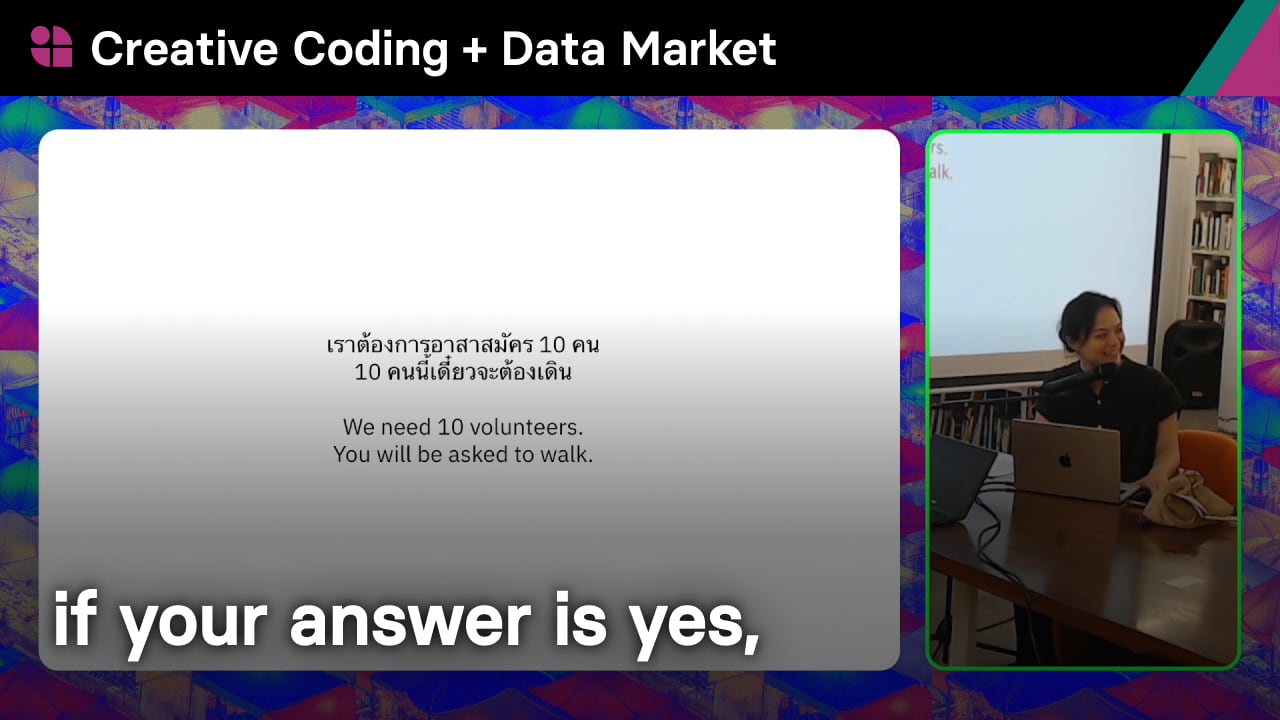 Creative Coding + Data Market
เราต้องการอาสาสมัคร 10 คน
10 คนนี้เดี๋ยวจะต้องเดิน
We need 10 volunteers.
You will be asked to walk.
rs.
alk.
if your answer is yes,